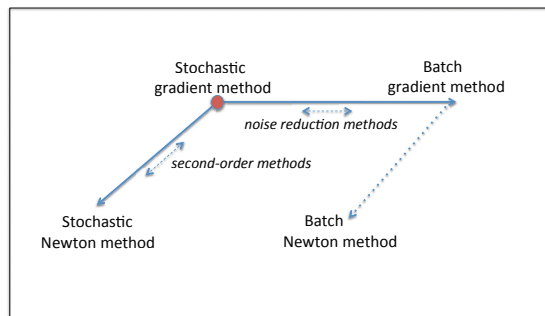 Stochastic
gradient method
Batch
gradient method
noise reduction methods
second-order methods
Stochastic
Newton method
Batch
Newton method